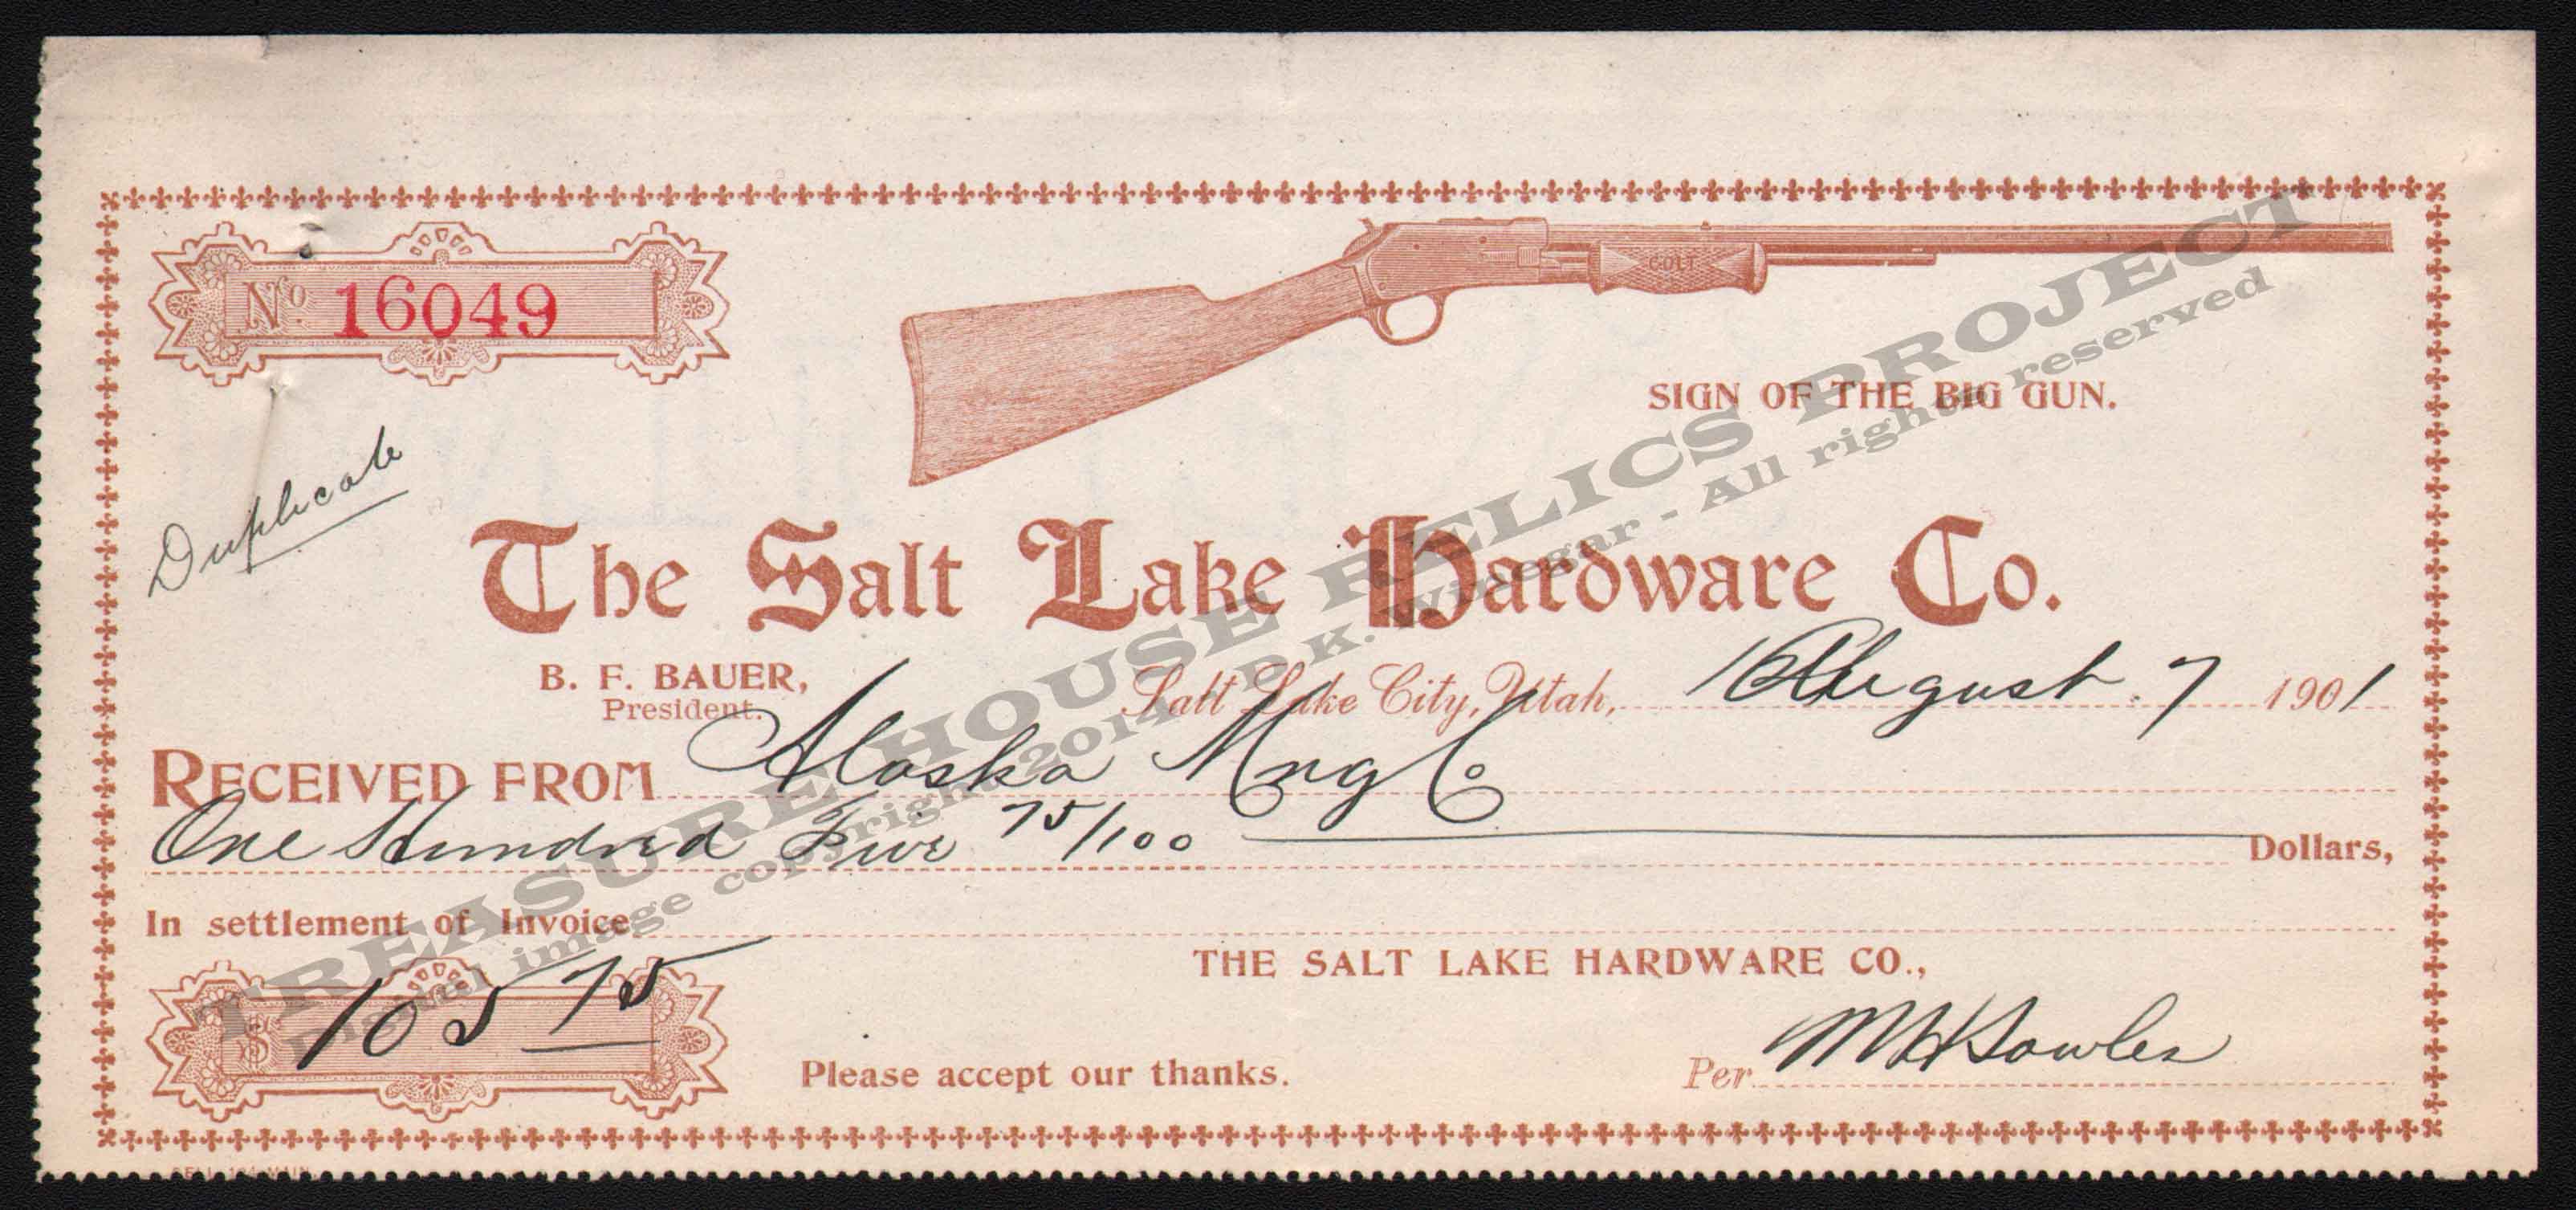 No 16049
COLT
SIGN OF THE BIG GUN.
Duplicate
The Salt Lake Hardware Co.
B. F. BAUER,
President.
Salt Lake City, Utah, August 7 1901
RECEIVED FROM Alaska Mng Co
One Hundred Five 75/100 Dollars,
In settlement of Invoice
THE SALT LAKE HARDWARE CO.,
$ 105 75
Please accept our thanks.
Per
TREASURE HOUSE RELICS PROJECT
Digital image copyright 2014 - D.K. Vinegar - All rights reserved